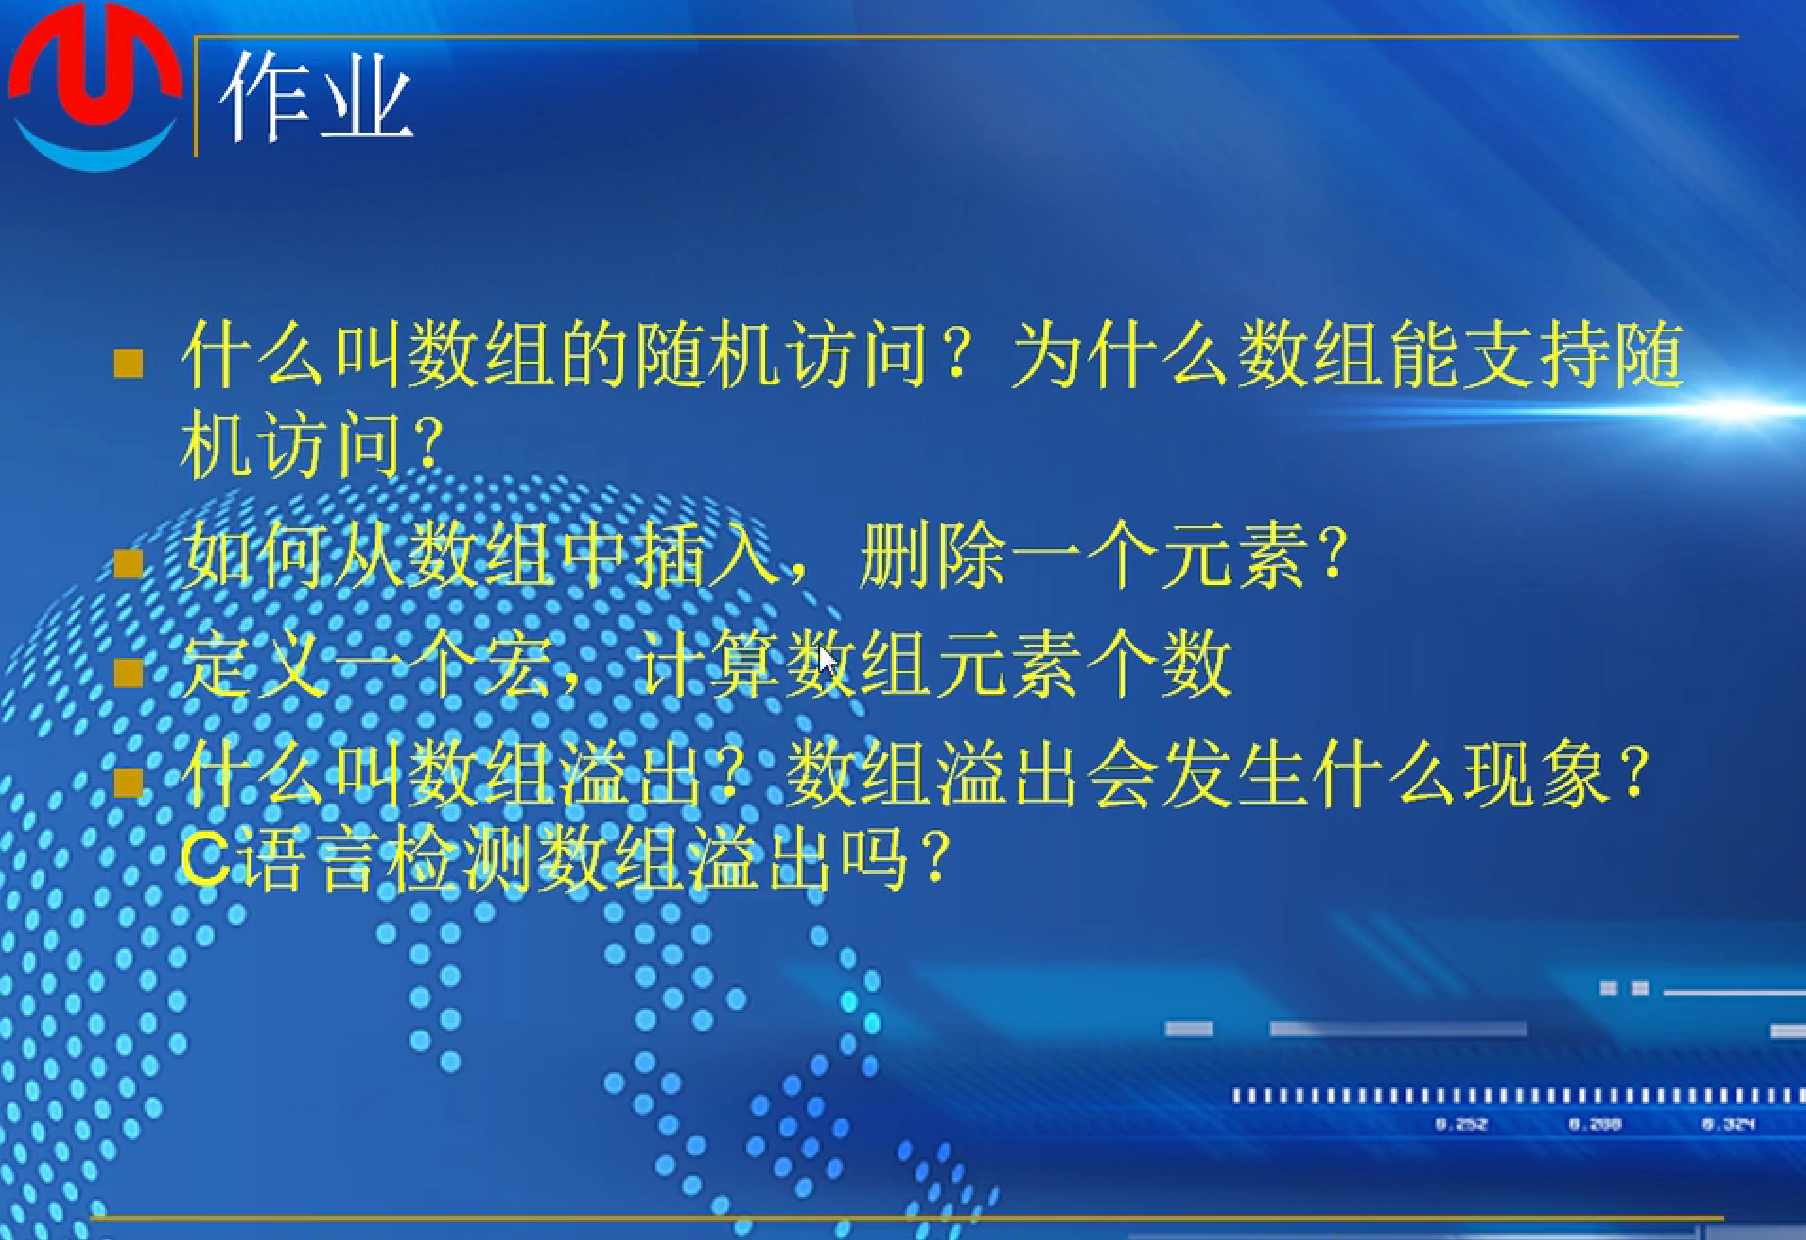 作业
什么叫数组的随机访问？为什么数组能支持随
机访问？
如何从数组中插入，删除一个元素？
定义一个宏，计算数组元素个数
什么叫数组溢出？数组溢出会发生什么现象？
C语言检测数组溢出吗？
0.252 0.288 0.324